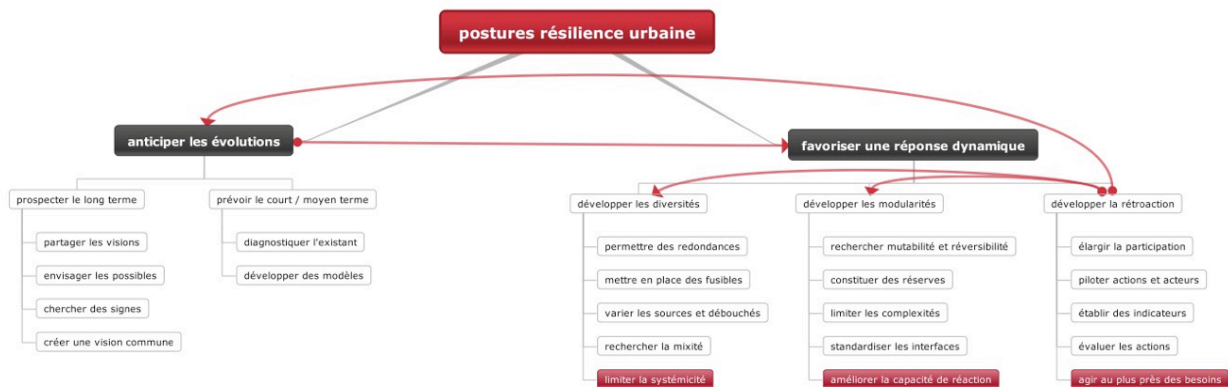 postures résilience urbaine
anticiper les évolutions
favoriser une réponse dynamique
prospecter le long terme
prévoir le court / moyen terme
développer les diversités
développer les modularités
développer la rétroaction
partager les visions
diagnostiquer l'existant
permettre des redondances
rechercher mutabilité et réversibilité
élargir la participation
envisager les possibles
développer des modèles
mettre en place des fusibles
constituer des réserves
piloter actions et acteurs
chercher des signes
varier les sources et débouchés
limiter les complexités
établir des indicateurs
créer une vision commune
rechercher la mixité
standardiser les interfaces
évaluer les actions
limiter la systémicité
améliorer la capacité de réaction
agir au plus près des besoins